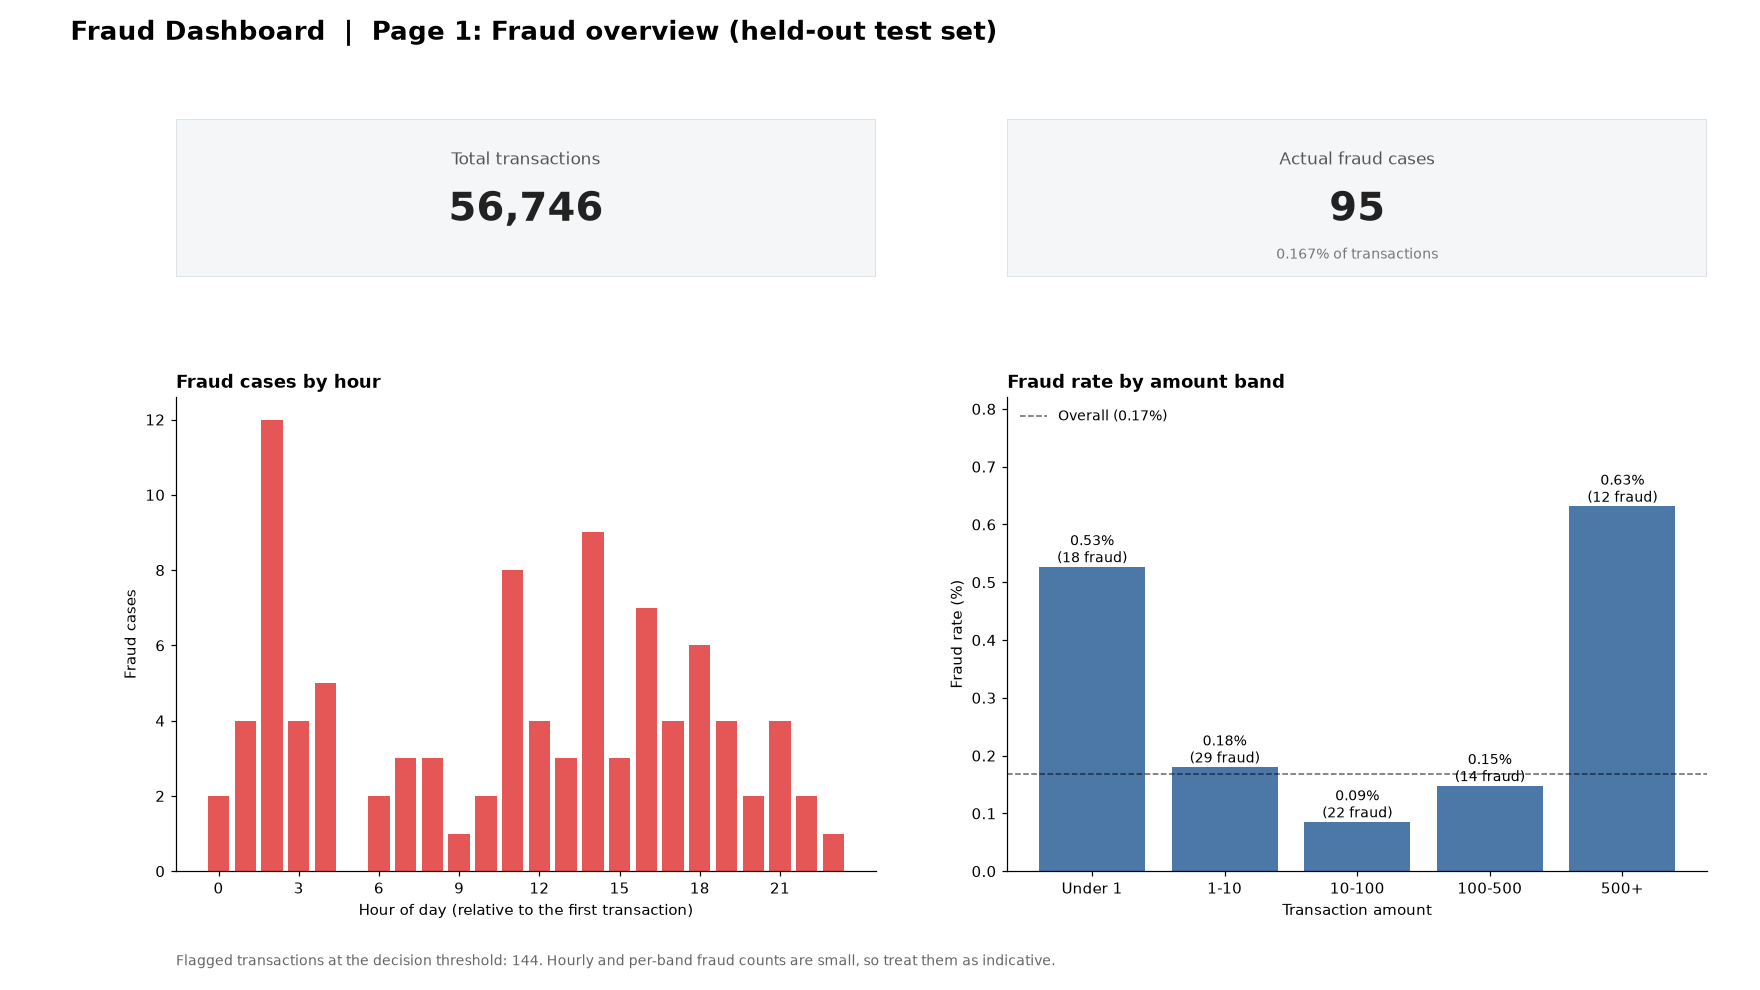 Fraud Dashboard | Page 1: Fraud overview (held-out test set)
Total transactions
56,746
Actual fraud cases
95
0.167% of transactions
Fraud cases by hour
12
10
8
6
4
2
0
Fraud cases
0 3 6 9 12 15 18 21
Hour of day (relative to the first transaction)
Fraud rate by amount band
Overall (0.17%)
0.8
0.7
0.6
0.5
0.4
0.3
0.2
0.1
0.0
Fraud rate (%)
0.53%
(18 fraud)
0.18%
(29 fraud)
0.09%
(22 fraud)
0.15%
(14 fraud)
0.63%
(12 fraud)
Under 1 1-10 10-100 100-500 500+
Transaction amount
Flagged transactions at the decision threshold: 144. Hourly and per-band fraud counts are small, so treat them as indicative.